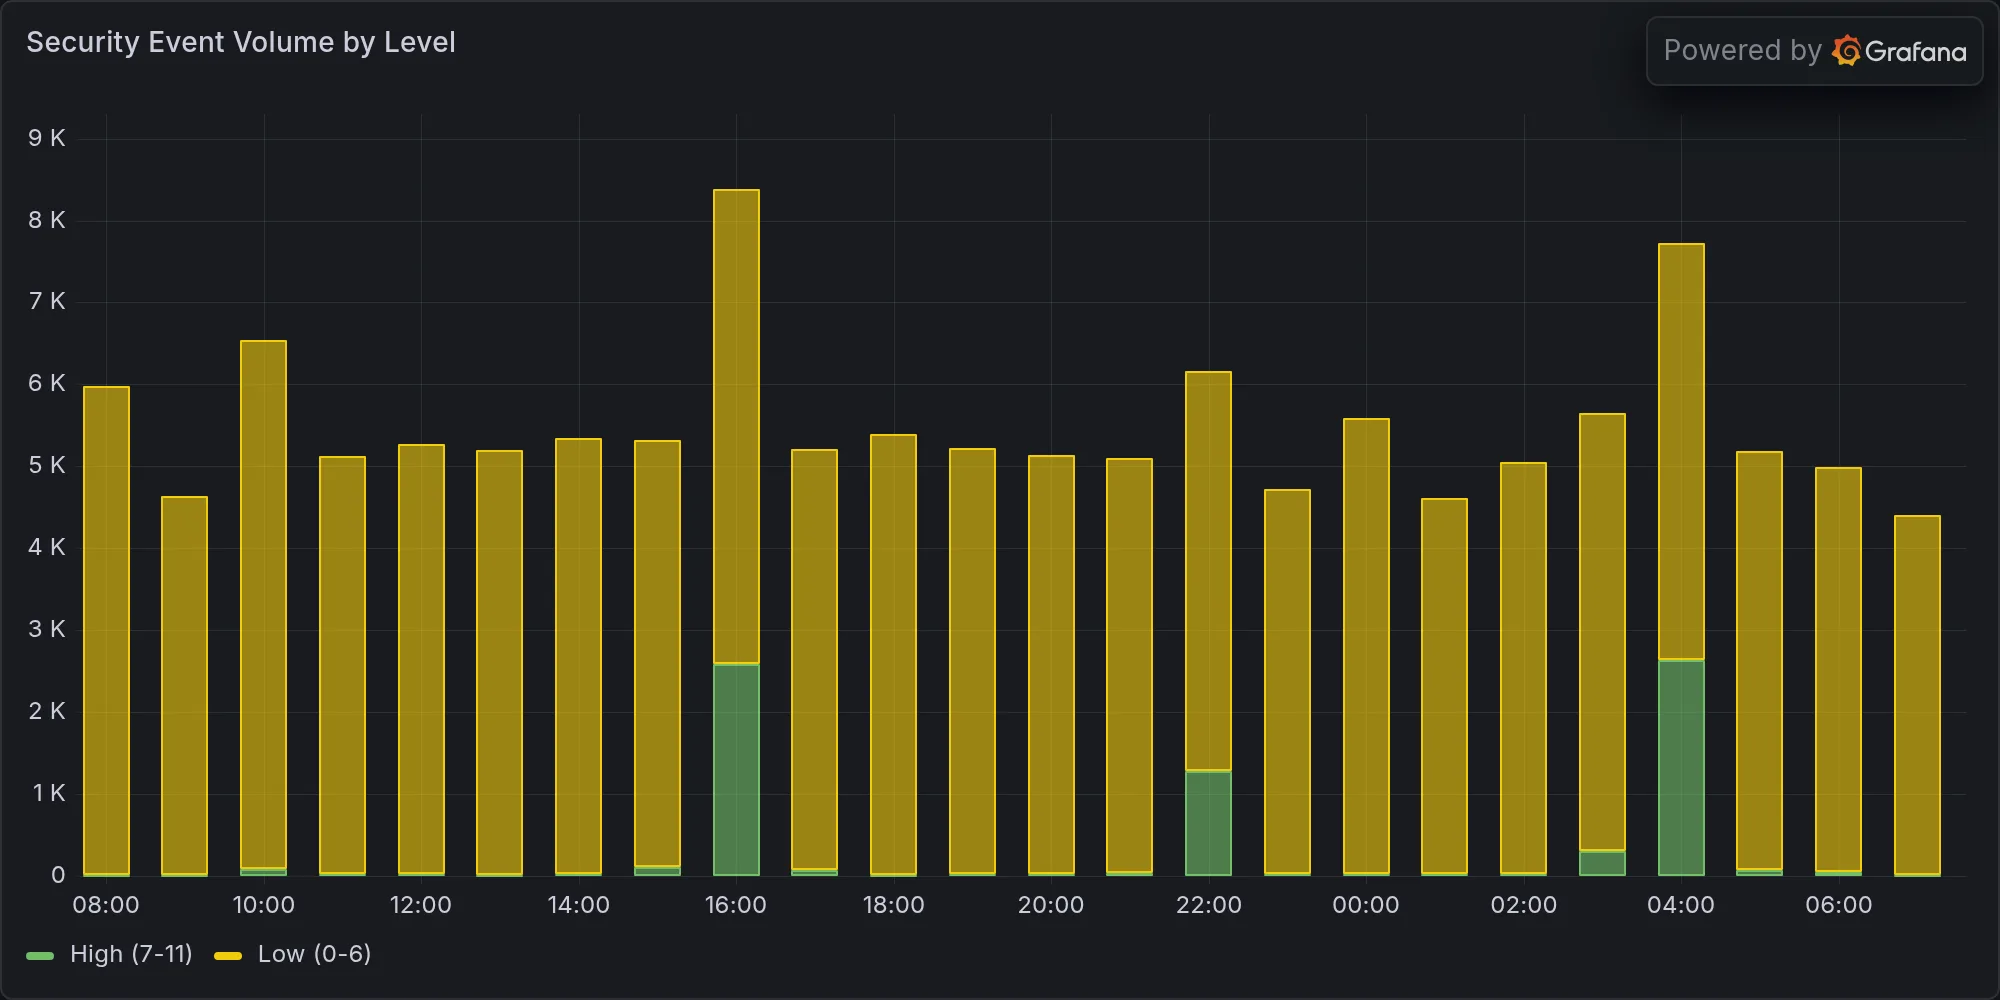 Security Event Volume by Level
Powered by Grafana
9 K
8 K
7 K
6 K
5 K
4 K
3 K
2 K
1 K
0
08:00 10:00 12:00 14:00 16:00 18:00 20:00 22:00 00:00 02:00 04:00 06:00
High (7-11) Low (0-6)